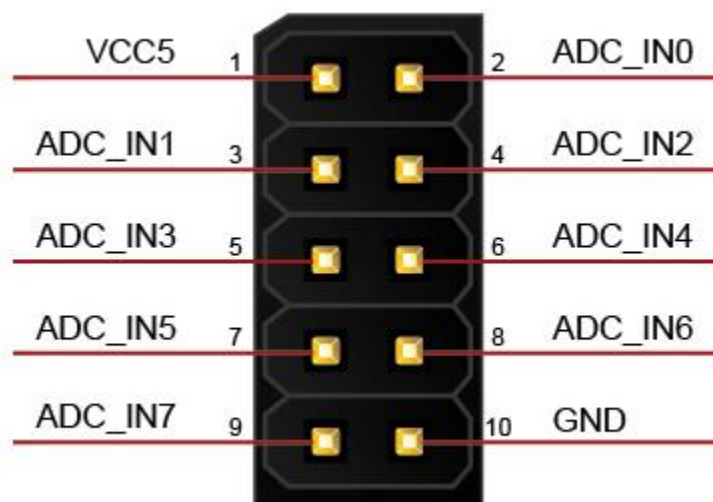 VCC5 1 2 ADC_IN0
ADC_IN1 3 4 ADC_IN2
ADC_IN3 5 6 ADC_IN4
ADC_IN5 7 8 ADC_IN6
ADC_IN7 9 10 GND